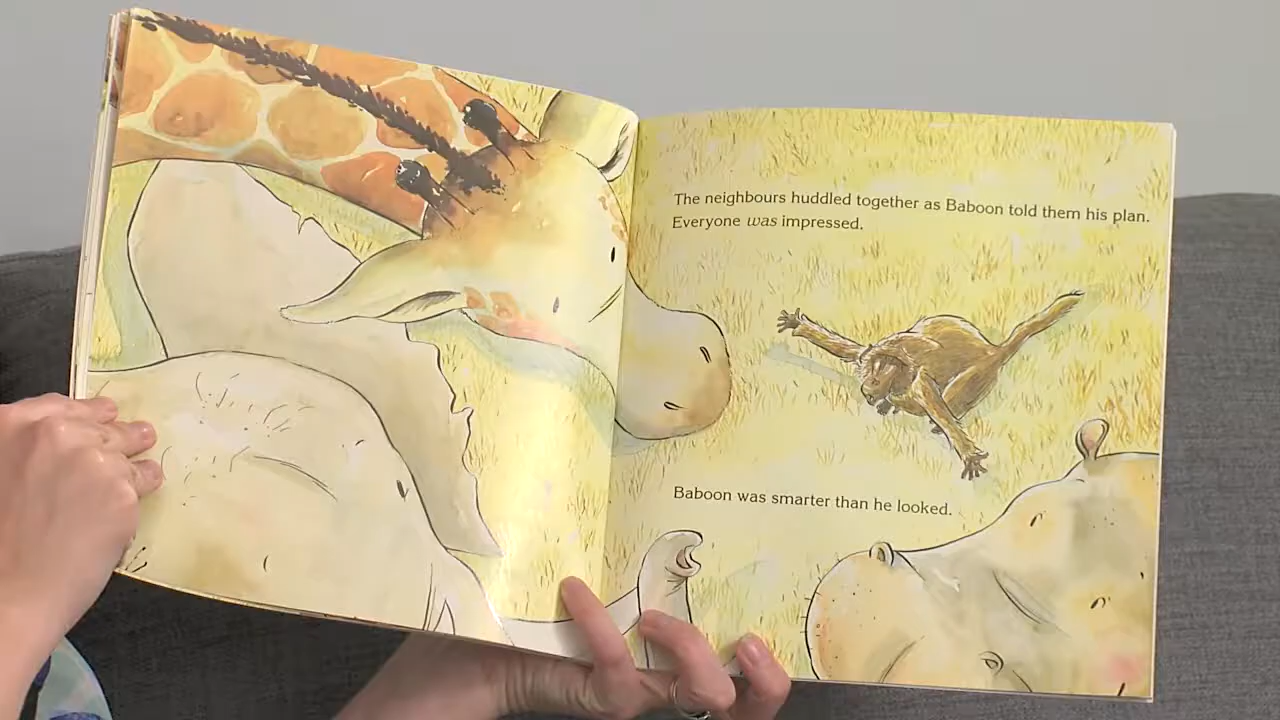 The neighbours huddled together as Baboon told them his plan.
Everyone was impressed.
Baboon was smarter than he looked.